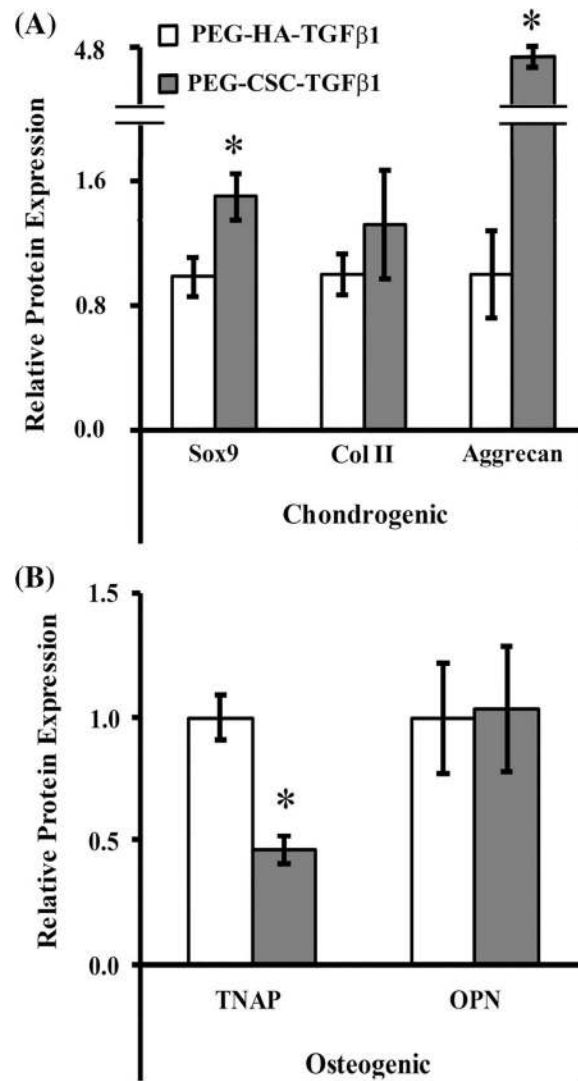 (A)
4.8
PEG-HA-TGFβ1
PEG-CSC-TGFβ1
*
*
1.6
0.8
0.0
Relative Protein Expression
Sox9 Col II Aggrecan
Chondrogenic
(B)
1.5
1.0
*
0.5
0.0
Relative Protein Expression
TNAP OPN
Osteogenic